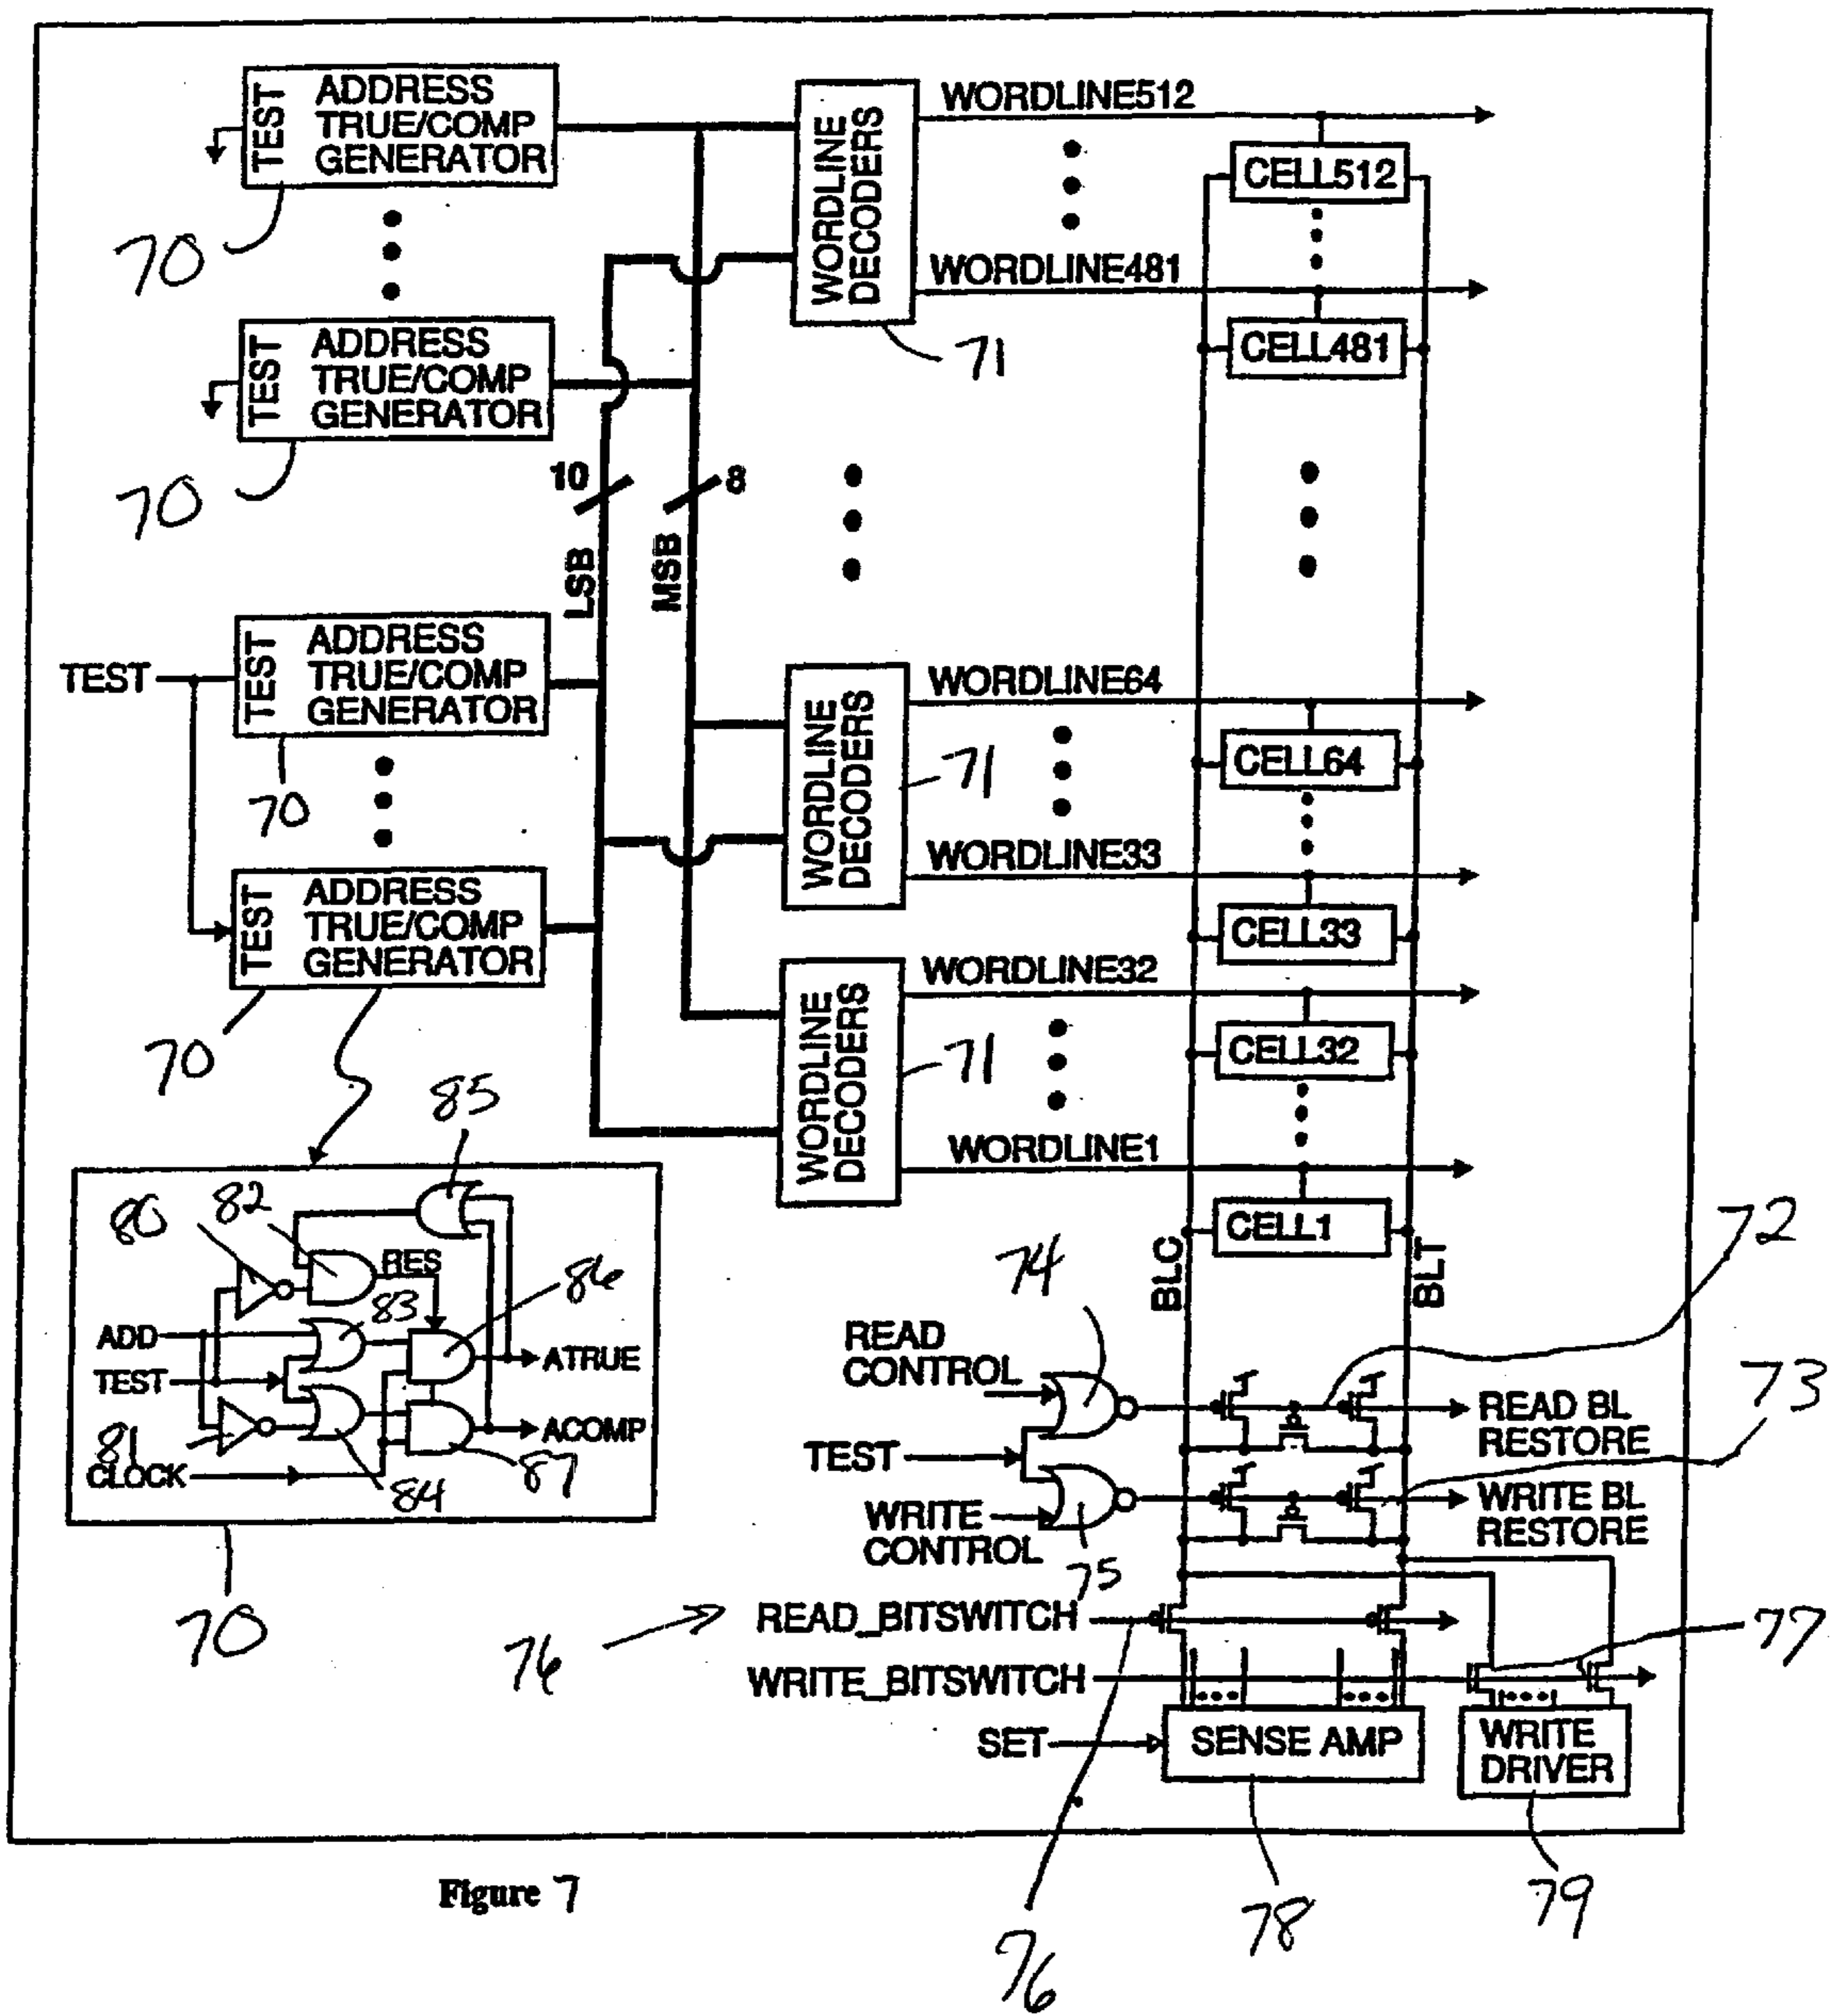 TEST
ADDRESS
TRUE/COMP
GENERATOR
70
TEST
ADDRESS
TRUE/COMP
GENERATOR
70
10
LSB
8
MSB
TEST
TEST
ADDRESS
TRUE/COMP
GENERATOR
70
TEST
ADDRESS
TRUE/COMP
GENERATOR
70
WORDLINE
DECODERS
71
WORDLINE512
CELL512
WORDLINE481
CELL481
WORDLINE
DECODERS
71
WORDLINE64
CELL64
WORDLINE33
CELL33
WORDLINE
DECODERS
71
WORDLINE32
CELL32
WORDLINE1
CELL1
BLC
BLT
85
80
82
RES
83
86
ADD
ATRUE
TEST
ACOMP
81
CLOCK
84
87
70
72
74
READ
CONTROL
73
READ BL
RESTORE
TEST
WRITE BL
RESTORE
WRITE
CONTROL
75
76
READ_BITSWITCH
77
WRITE_BITSWITCH
SET
SENSE AMP
WRITE
DRIVER
76
78
79
Figure 7